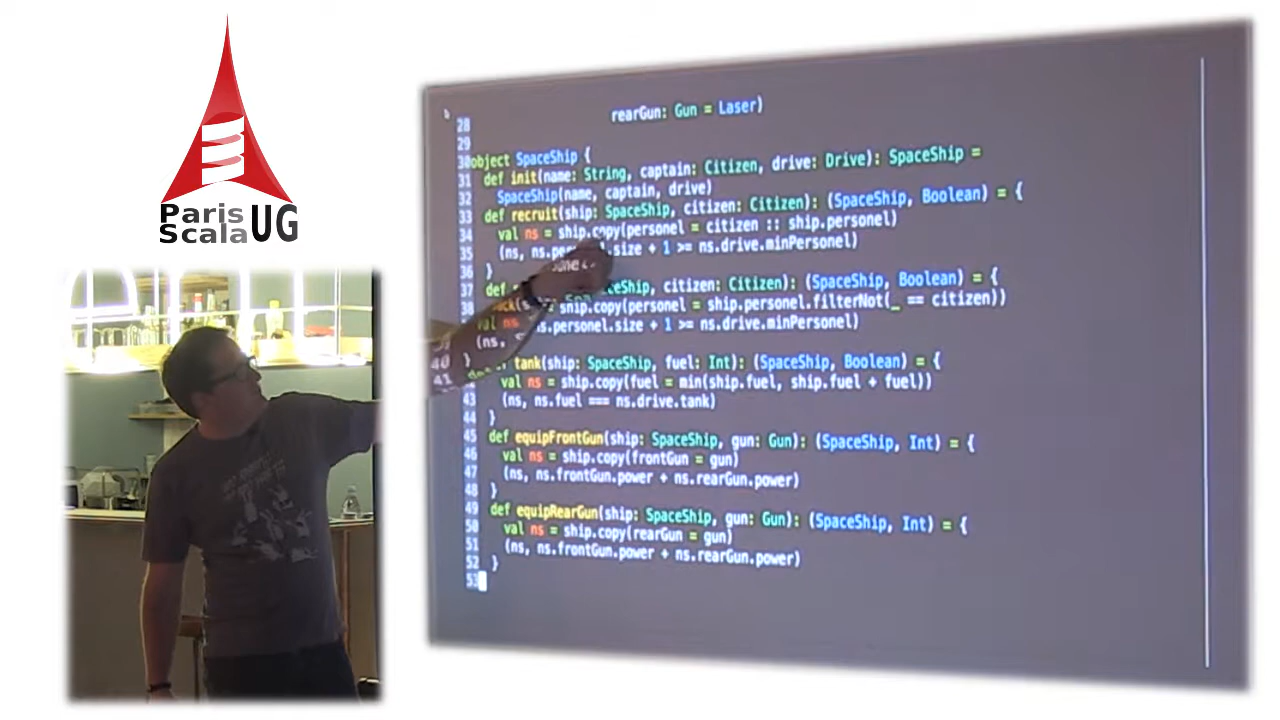 Paris
Scala UG
28 rearGun: Gun = Laser)
29
30 object SpaceShip {
31 def init(name: String, captain: Citizen, drive: Drive): SpaceShip =
32 SpaceShip(name, captain, drive)
33 def recruit(ship: SpaceShip, citizen: Citizen): (SpaceShip, Boolean) = {
34 val ns = ship.copy(personel = citizen :: ship.personel)
35 (ns, ns.personel.size + 1 >= ns.drive.minPersonel)
36 }
37 def citizen: Citizen): (SpaceShip, Boolean) = {
38 ship.copy(personel = ship.personel.filterNot(_ == citizen))
val ns ns.personel.size + 1 >= ns.drive.minPersonel)
(ns,
40 }
41 tank(ship: SpaceShip, fuel: Int): (SpaceShip, Boolean) = {
val ns = ship.copy(fuel = min(ship.fuel, ship.fuel + fuel))
43 (ns, ns.fuel === ns.drive.tank)
44 }
45 def equipFrontGun(ship: SpaceShip, gun: Gun): (SpaceShip, Int) = {
46 val ns = ship.copy(frontGun = gun)
47 (ns, ns.frontGun.power + ns.rearGun.power)
48 }
49 def equipRearGun(ship: SpaceShip, gun: Gun): (SpaceShip, Int) = {
50 val ns = ship.copy(rearGun = gun)
51 (ns, ns.frontGun.power + ns.rearGun.power)
52 }
53